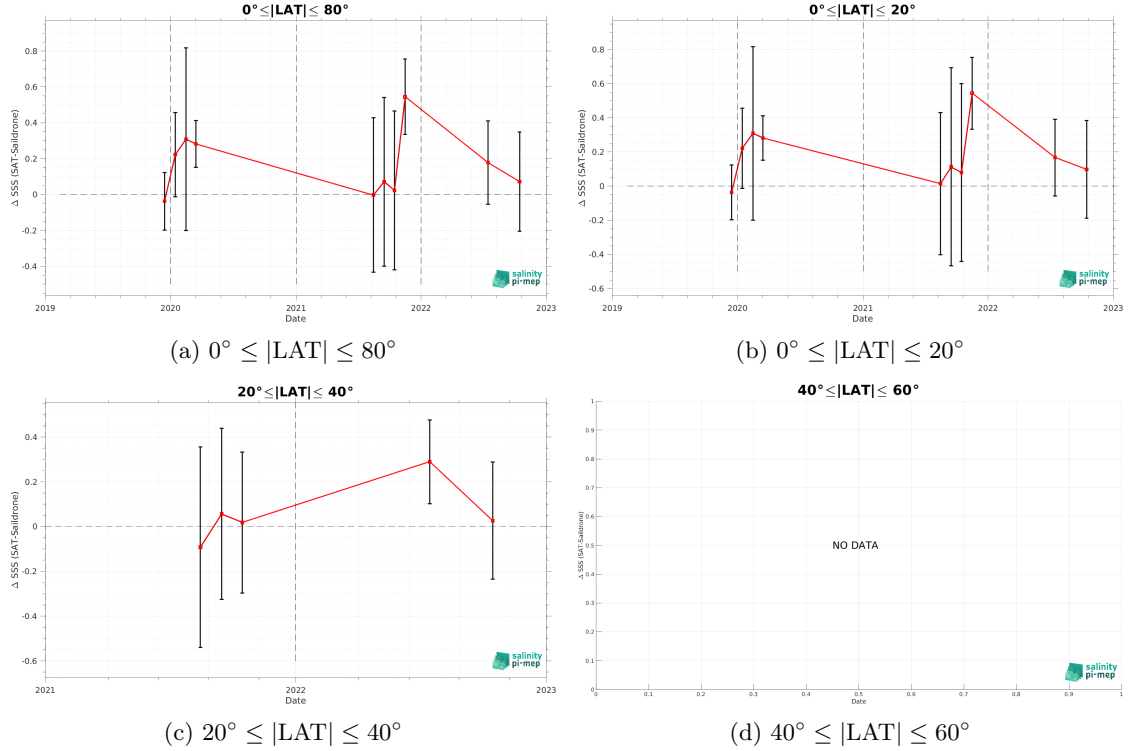 0°≤|LAT|≤ 80°
Δ SSS (SAT-Saildrone)
0.8
0.6
0.4
0.2
0
-0.2
-0.4
2019
2020
2021
2022
2023
Date
salinity
pi-mep
(a) 0° ≤ |LAT| ≤ 80°
0°≤|LAT|≤ 20°
Δ SSS (SAT-Saildrone)
0.8
0.6
0.4
0.2
0
-0.2
-0.4
-0.6
2019
2020
2021
2022
2023
Date
salinity
pi-mep
(b) 0° ≤ |LAT| ≤ 20°
20°≤|LAT|≤ 40°
Δ SSS (SAT-Saildrone)
0.4
0.2
0
-0.2
-0.4
-0.6
2021
2022
2023
Date
salinity
pi-mep
(c) 20° ≤ |LAT| ≤ 40°
40°≤|LAT|≤ 60°
Δ SSS (SAT-Saildrone)
1
0.9
0.8
0.7
0.6
0.5
0.4
0.3
0.2
0.1
0
NO DATA
0
0.1
0.2
0.3
0.4
0.5
0.6
0.7
0.8
0.9
1
Date
salinity
pi-mep
(d) 40° ≤ |LAT| ≤ 60°